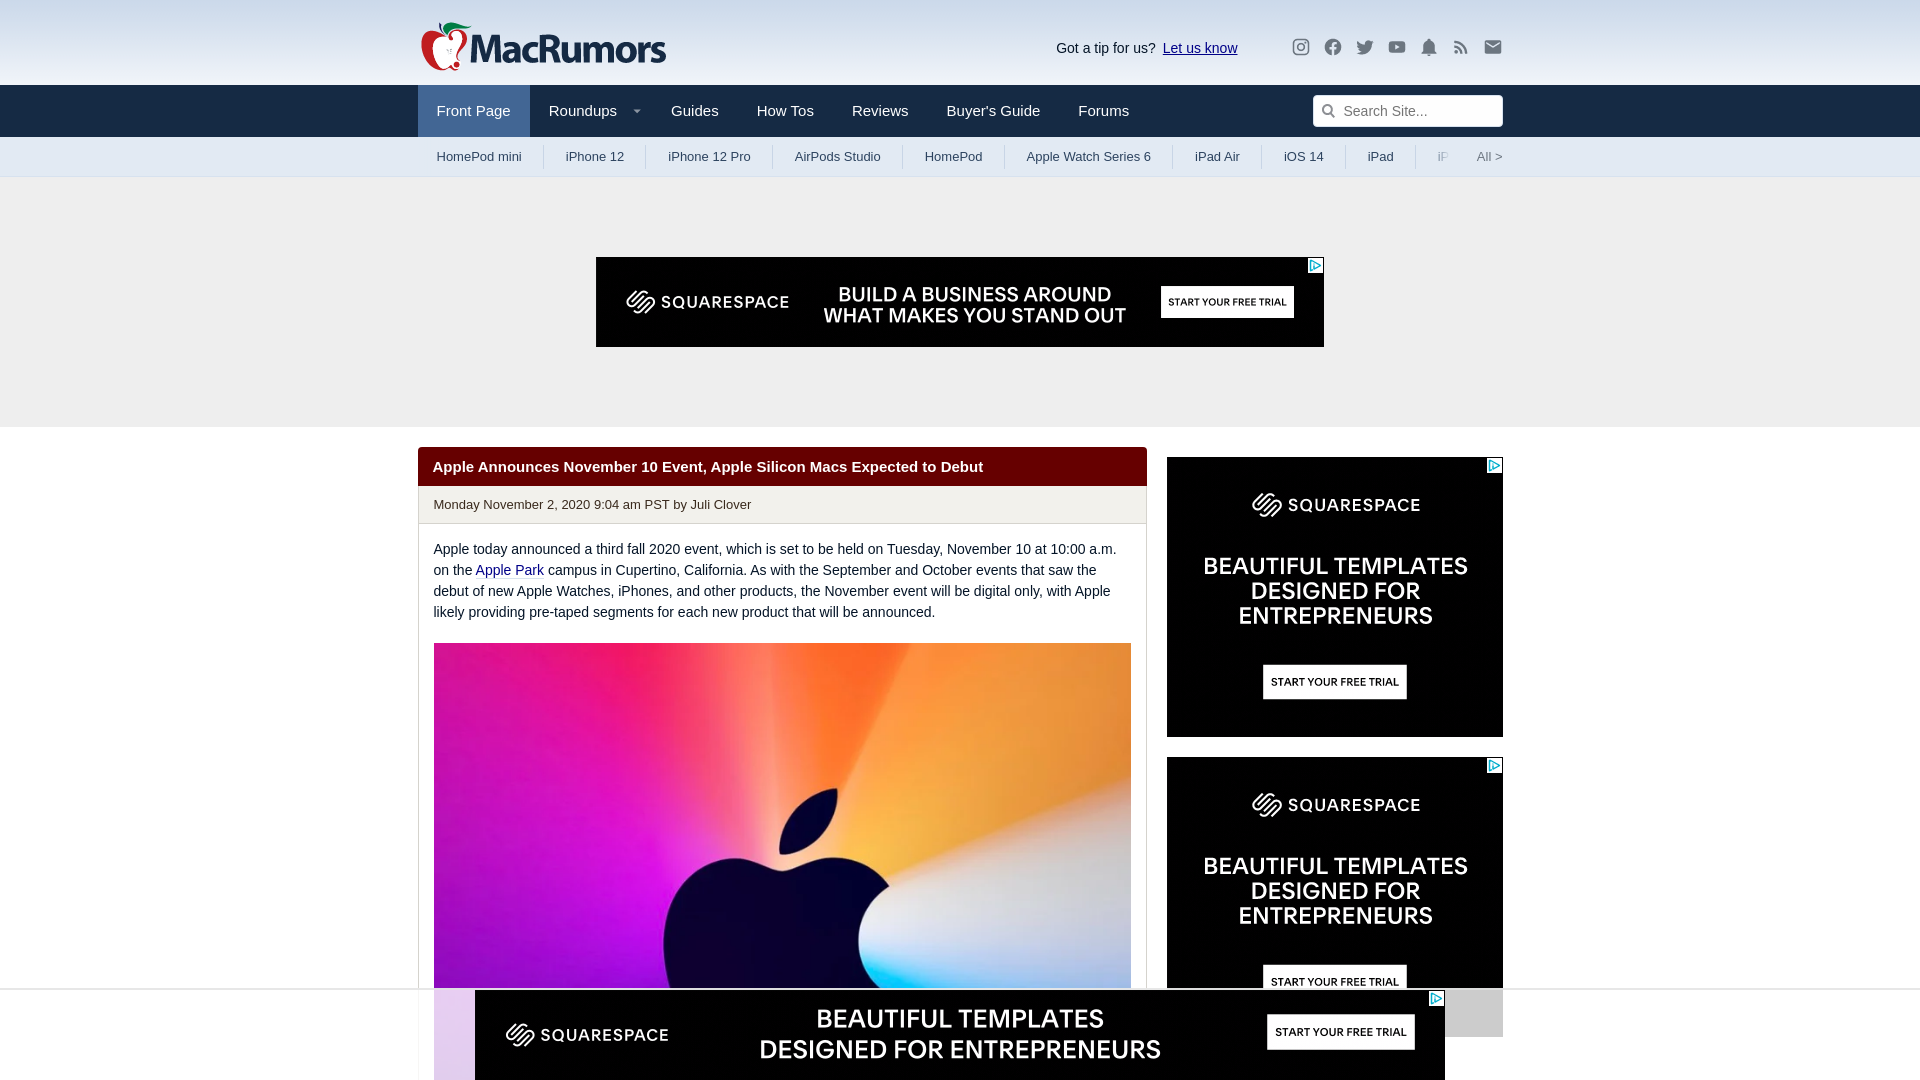 MacRumors
Got a tip for us? Let us know
Front Page
Roundups
Guides
How Tos
Reviews
Buyer's Guide
Forums
Search Site...
HomePod mini
iPhone 12
iPhone 12 Pro
AirPods Studio
HomePod
Apple Watch Series 6
iPad Air
iOS 14
iPad
iP
All >
SQUARESPACE
BUILD A BUSINESS AROUND
WHAT MAKES YOU STAND OUT
START YOUR FREE TRIAL
Apple Announces November 10 Event, Apple Silicon Macs Expected to Debut
Monday November 2, 2020 9:04 am PST by Juli Clover
Apple today announced a third fall 2020 event, which is set to be held on Tuesday, November 10 at 10:00 a.m.
on the Apple Park campus in Cupertino, California. As with the September and October events that saw the
debut of new Apple Watches, iPhones, and other products, the November event will be digital only, with Apple
likely providing pre-taped segments for each new product that will be announced.
SQUARESPACE
BEAUTIFUL TEMPLATES
DESIGNED FOR
ENTREPRENEURS
START YOUR FREE TRIAL
SQUARESPACE
BEAUTIFUL TEMPLATES
DESIGNED FOR
ENTREPRENEURS
START YOUR FREE TRIAL
SQUARESPACE
BEAUTIFUL TEMPLATES
DESIGNED FOR ENTREPRENEURS
START YOUR FREE TRIAL